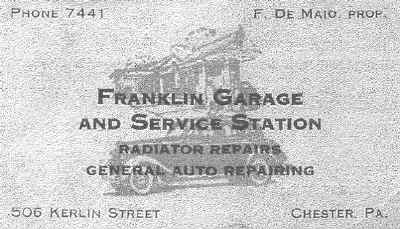 Phone 7441
F. De Maio, prop.
Franklin Garage
and Service Station
radiator repairs
general auto repairing
506 Kerlin Street
Chester, Pa.